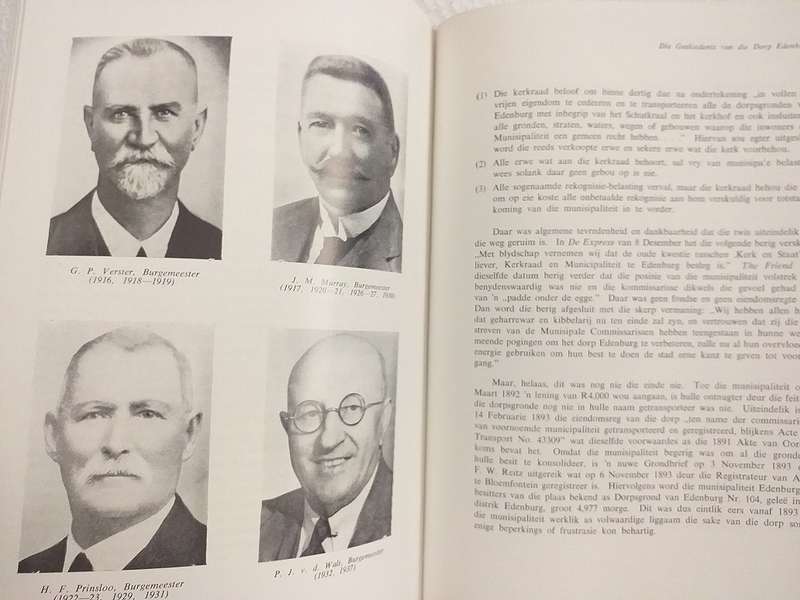 G. P. Verster, Burgemeester
(1916, 1918—1919)
J. M. Murray, Burgemeester
(1917, 1920—21, 1926—27, 1930)
H. F. Prinsloo, Burgemeester
(1922—23, 1929, 1931)
P. J. v. d. Walt, Burgemeester
(1932, 1937)
Die Geskiedenis van die Dorp Edenb
(1) Die kerkraad beloof om binne dertig dae na ondertekening „in vollen
vrijen eigendom te cederen en te transporteeren alle de dorpsgronden v
Edenburg met inbegrip van het Schutkraal en het kerkhof en ook insluiten
alle gronden, straten, waters, wegen of gebouwen waarop die inwoners
Munisipaliteit een gemeen recht hebben. . . .” Hiervan sou egter uitges
word die reeds verkoopte erwe en sekere erwe wat die kerk voorbehou.
(2) Alle erwe wat aan die kerkraad behoort, sal vry van munisipa'e belast
wees solank daar geen gebou op is nie.
(3) Alle sogenaamde rekognisie-belasting verval, maar die kerkraad behou die
om op eie koste alle onbetaalde rekognisie aan hom verskuldig voor totsta
koming van die munisipaliteit in te vorder.
Daar was algemene tevredenheid en dankbaarheid dat die twis uiteindelik
die weg geruim is. In De Express van 8 Desember het die volgende berig versk
„Met blydschap vernemen wij dat de oude kwestie tusschen ‚Kerk en Staat’
liever, Kerkraad en Municipaliteit te Edenburg besleg is.” The Friend
dieselfde datum berig verder dat die posisie van die munisipaliteit volstrek
benydenswaardig was nie en die kommissarisse dikwels die gevoel gehad
van 'n „padde onder de egge.” Daar was geen fondse en geen eiendomsregte
Dan word die berig afgesluit met die skerp vermaning: „Wij hebben allen h
dat geharrewar en kibbelarij nu ten einde zal zyn, en vertrouwen dat zij die
streven van de Munisipale Commissarissen hebben teengestaan in hunne we
meende pogingen om het dorp Edenburg te verbeteren, zulle nu al hun overvloe
energie gebruiken om hun best te doen de stad eene kanz te geven tot voor
gang.”
Maar, helaas, dit was nog nie die einde nie. Toe die munisipaliteit o
Maart 1892 'n lening van R4,000 wou aangaan, is hulle ontnugter deur die feit
die dorpsgronde nog nie in hulle naam getransporteer was nie. Uiteindelik is
14 Februarie 1893 die eiendomsreg van die dorp „ten name der commissari
van voornoemde municipaliteit getransporteerd en geregistreerd, blijkens Acte
Transport No. 43309” wat dieselfde voorwaardes as die 1891 Akte van Oor
koms bevat het. Omdat die munisipaliteit begerig was om al die gronde
hulle besit te konsolideer, is 'n nuwe Grondbrief op 3 November 1893
F. W. Reitz uitgereik wat op 6 November 1893 deur die Registrateur van A
te Bloemfontein geregistreer is. Hiervolgens word die munisipaliteit Edenburg
besitters van die plaas bekend as Dorpsgrond van Edenburg Nr. 104, geleë in
distrik Edenburg, groot 4,977 morge. Dit was dus eintlik eers vanaf 1893
die munisipaliteit werklik as volwaardige liggaam die sake van die dorp son
enige beperkings of frustrasie kon behartig.